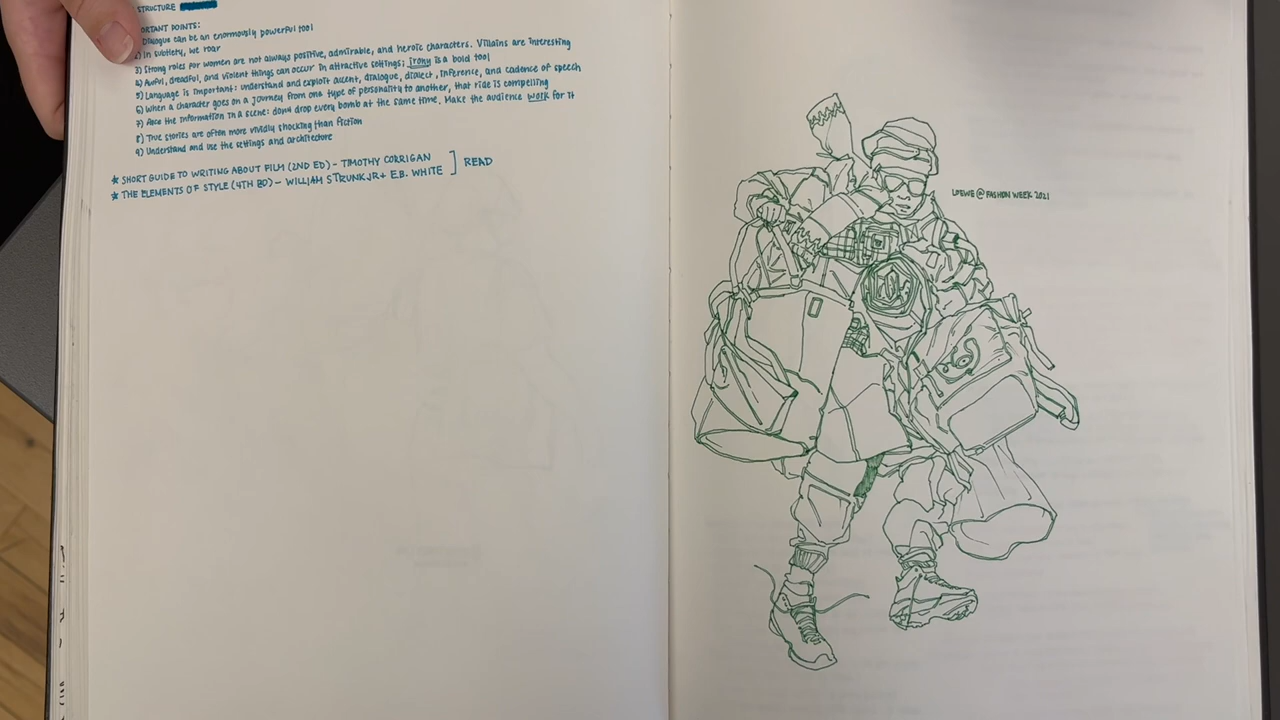 STRUCTURE
ORTANT POINTS:
Dialogue can be an enormously powerful tool
2) In subtlety, we roar
3) Strong roles for women are not always positive, admirable, and heroic characters. Villains are interesting
4) Awful, dreadful, and violent things can occur in attractive settings; irony is a bold tool
5) Language is important: understand and exploit accent, dialogue, dialect, inference, and cadence of speech
6) When a character goes on a journey from one type of personality to another, that ride is compelling
7) Pace the information in a scene: don't drop every bomb at the same time. Make the audience work for it
8) True stories are often more vividly shocking than fiction
9) Understand and use the settings and architecture
★ SHORT GUIDE TO WRITING ABOUT FILM (2ND ED) - TIMOTHY CORRIGAN
★ THE ELEMENTS OF STYLE (4TH ED) - WILLIAM STRUNK JR + E.B. WHITE
] READ
LOEWE @ FASHION WEEK 2021